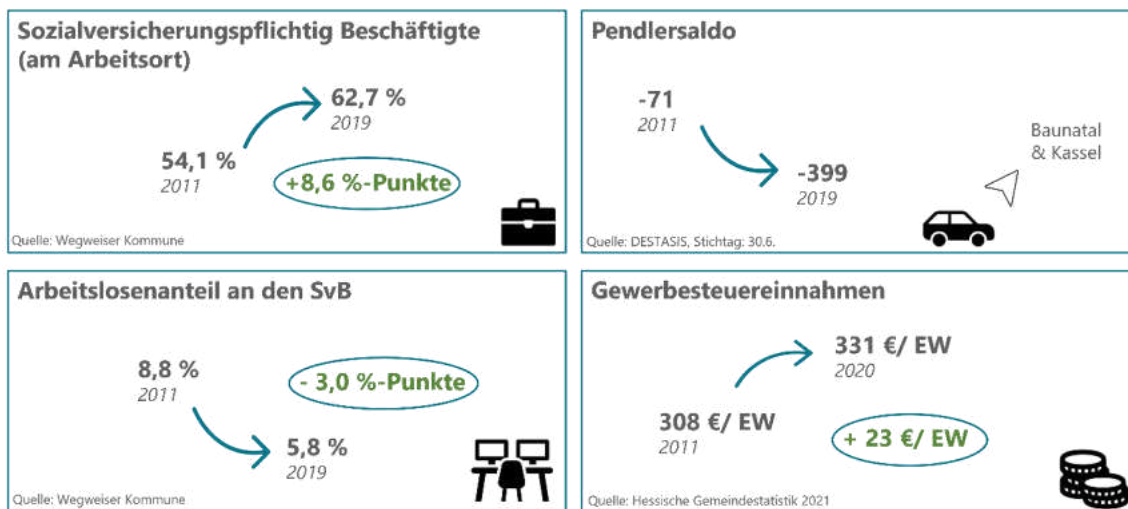 Sozialversicherungspflichtig Beschäftigte
(am Arbeitsort)
62,7 %
2019
54,1 %
2011
+8,6 %-Punkte
Quelle: Wegweiser Kommune
Pendlersaldo
-71
2011
-399
2019
Baunatal
& Kassel
Quelle: DESTASIS, Stichtag: 30.6.
Arbeitslosenanteil an den SvB
8,8 %
2011
- 3,0 %-Punkte
5,8 %
2019
Quelle: Wegweiser Kommune
Gewerbesteuereinnahmen
331 €/ EW
2020
308 €/ EW
2011
+ 23 €/ EW
Quelle: Hessische Gemeindestatistik 2021